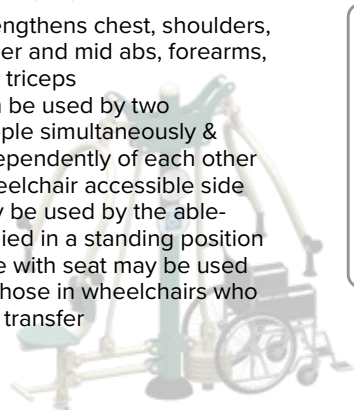 engthens chest, shoulders,
er and mid abs, forearms,
triceps
be used by two
ple simultaneously &
ependently of each other
eelchair accessible side
y be used by the able-
ied in a standing position
e with seat may be used
hose in wheelchairs who
transfer